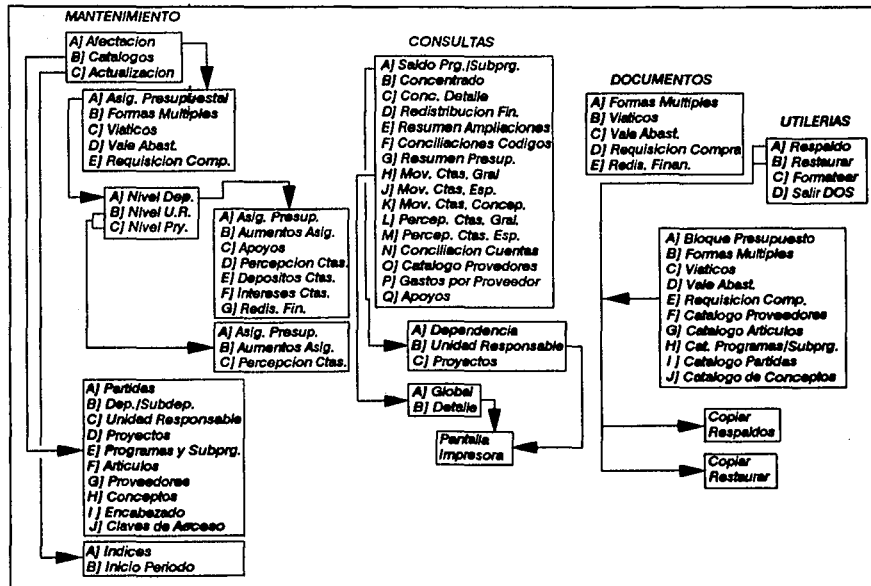 MANTENIMIENTO
A] Afectacion
B] Catalogos
C] Actualizacion
A] Asig. Presupuestal
B] Formas Multiples
C] Viaticos
D] Vale Abast.
E] Requisicion Comp.
A] Nivel Dep.
B] Nivel U.R.
C] Nivel Pry.
A] Asig. Presup.
B] Aumentos Asig.
C] Apoyos
D] Percepcion Ctas.
E] Depositos Ctas.
F] Intereses Ctas.
G] Redis. Fin.
A] Asig. Presup.
B] Aumentos Asig.
C] Percepcion Ctas.
A] Partidas
B] Dep./Subdep.
C] Unidad Responsable
D] Proyectos
E] Programas y Subprg.
F] Articulos
G] Proveedores
H] Conceptos
I ] Encabezado
J] Claves de Acceso
A] Indices
B] Inicio Periodo
CONSULTAS
A] Saldo Prg./Subprg.
B] Concentrado
C] Conc. Detalle
D] Redistribucion Fin.
E] Resumen Ampliaciones
F] Conciliaciones Codigos
G] Resumen Presup.
H] Mov. Ctas. Gral
J] Mov. Ctas. Esp.
K] Mov. Ctas. Concep.
L] Percep. Ctas. Gral.
M] Percep. Ctas. Esp.
N] Conciliacion Cuentas
O] Catalogo Provedores
P] Gastos por Proveedor
Q] Apoyos
A] Dependencia
B] Unidad Responsable
C] Proyectos
A] Global
B] Detalle
Pantalla
Impresora
DOCUMENTOS
A] Formas Multiples
B] Viaticos
C] Vale Abast.
D] Requisicion Compra
E] Redis. Finan.
UTILERIAS
A] Respaldo
B] Restaurar
C] Formatear
D] Salir DOS
A] Bloque Presupuesto
B] Formas Multiples
C] Viaticos
D] Vale Abast.
E] Requisicion Comp.
F] Catalogo Proveedores
G] Catalogo Articulos
H] Cat. Programas/Subprg.
I ] Catalogo Partidas
J] Catalogo de Conceptos
Copiar
Respaldos
Copiar
Restaurar